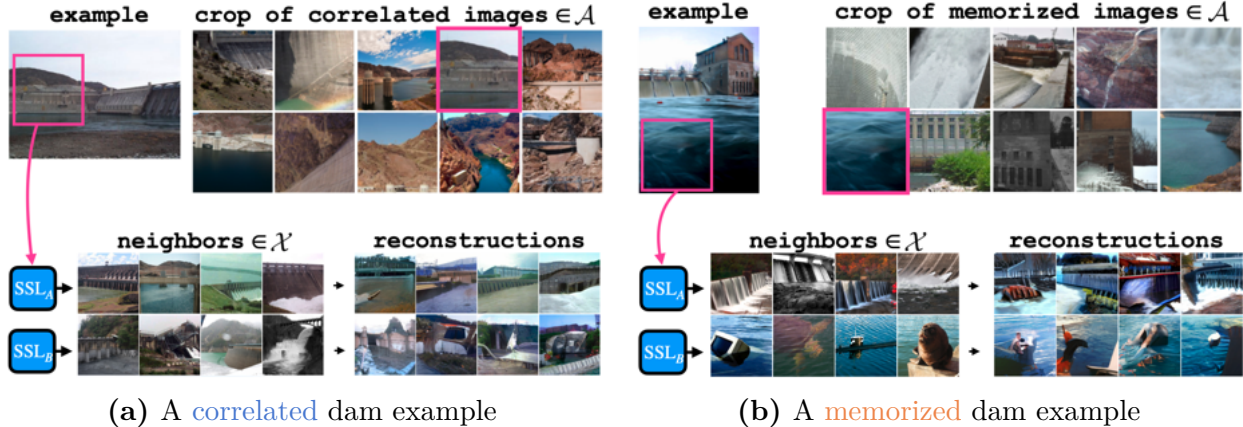 example
crop of correlated images ∈ 𝒜
neighbors ∈ 𝒳
reconstructions
SSL_A
SSL_B
(a) A correlated dam example
example
crop of memorized images ∈ 𝒜
neighbors ∈ 𝒳
reconstructions
SSL_A
SSL_B
(b) A memorized dam example